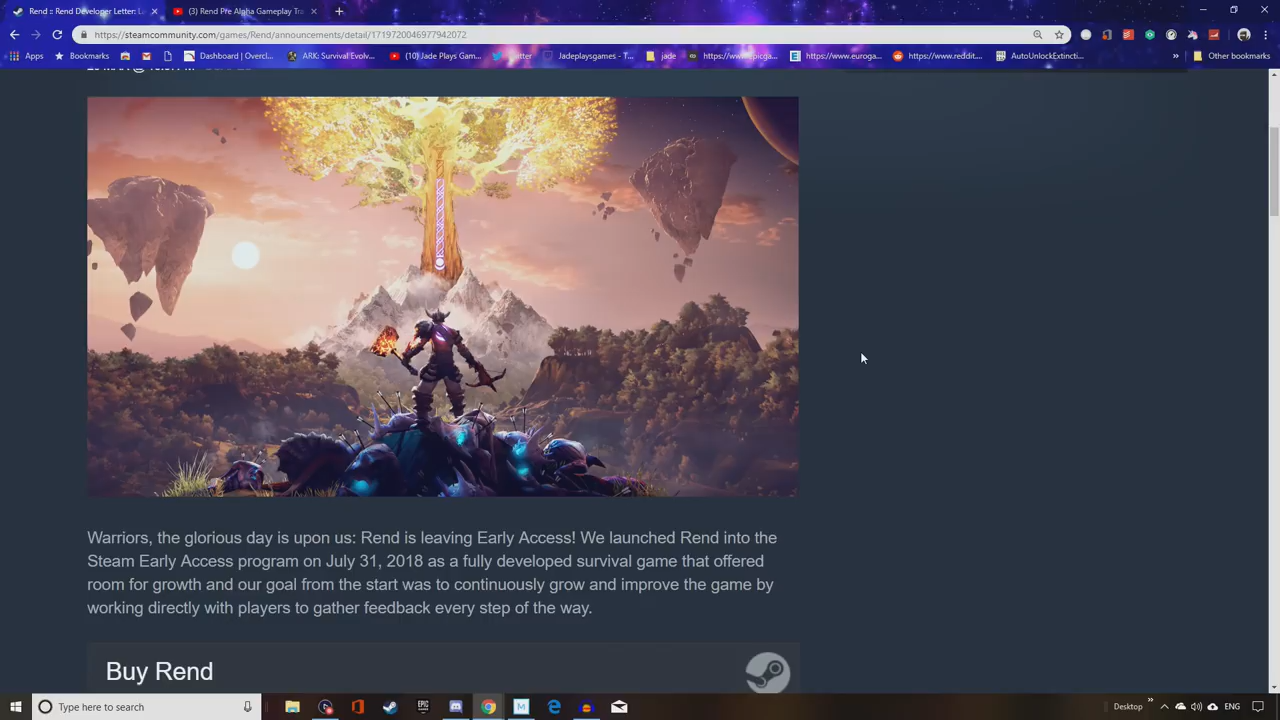 Rend :: Rend Developer Letter: La
(3) Rend Pre Alpha Gameplay Tra
https://steamcommunity.com/games/Rend/announcements/detail/1719720046977942072
Apps
Bookmarks
Dashboard | Overcl...
ARK: Survival Evolv...
(10) Jade Plays Gam...
Twitter
Jadeplaysgames - T...
jade
https://www.epicga...
https://www.euroga...
https://www.reddit....
AutoUnlockExtincti...
»
Other bookmarks
Warriors, the glorious day is upon us: Rend is leaving Early Access! We launched Rend into the
Steam Early Access program on July 31, 2018 as a fully developed survival game that offered
room for growth and our goal from the start was to continuously grow and improve the game by
working directly with players to gather feedback every step of the way.
Buy Rend
Type here to search
EPIC
M
Desktop
»
ENG